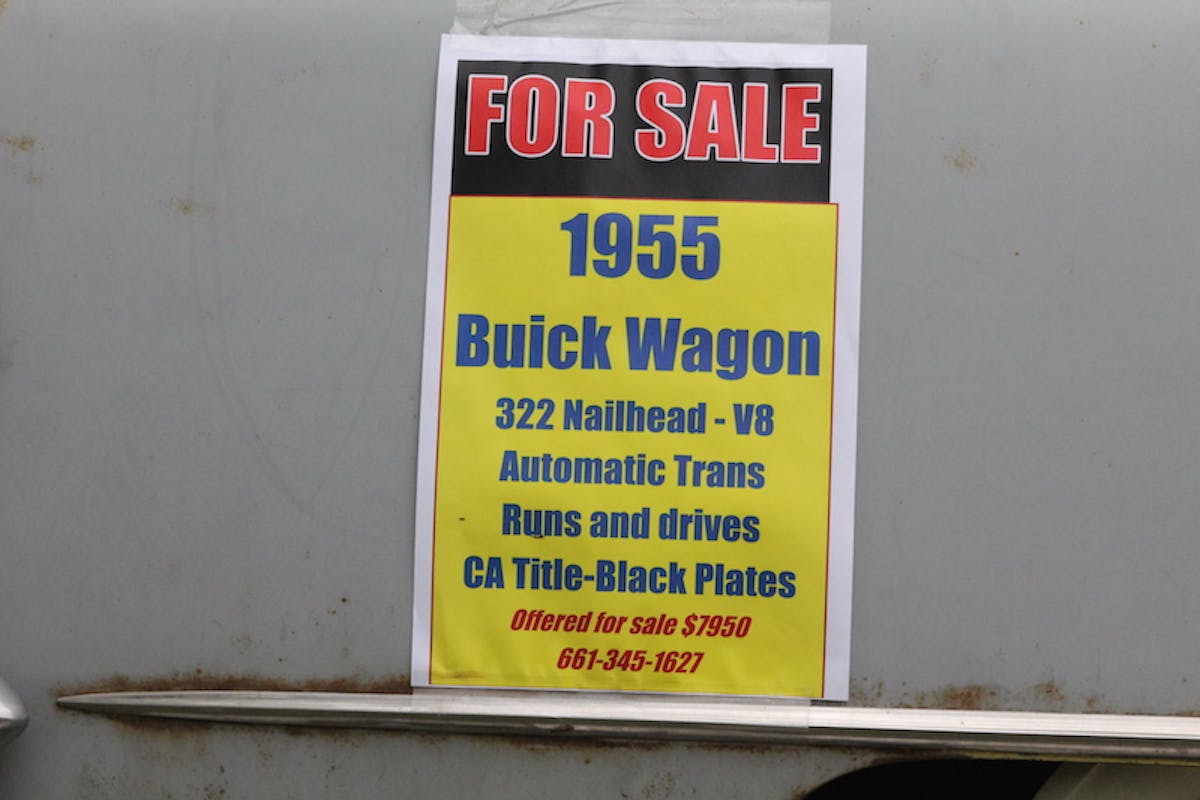 FOR SALE
1955
Buick Wagon
322 Nailhead - V8
Automatic Trans
Runs and drives
CA Title-Black Plates
Offered for sale $7950
661-345-1627